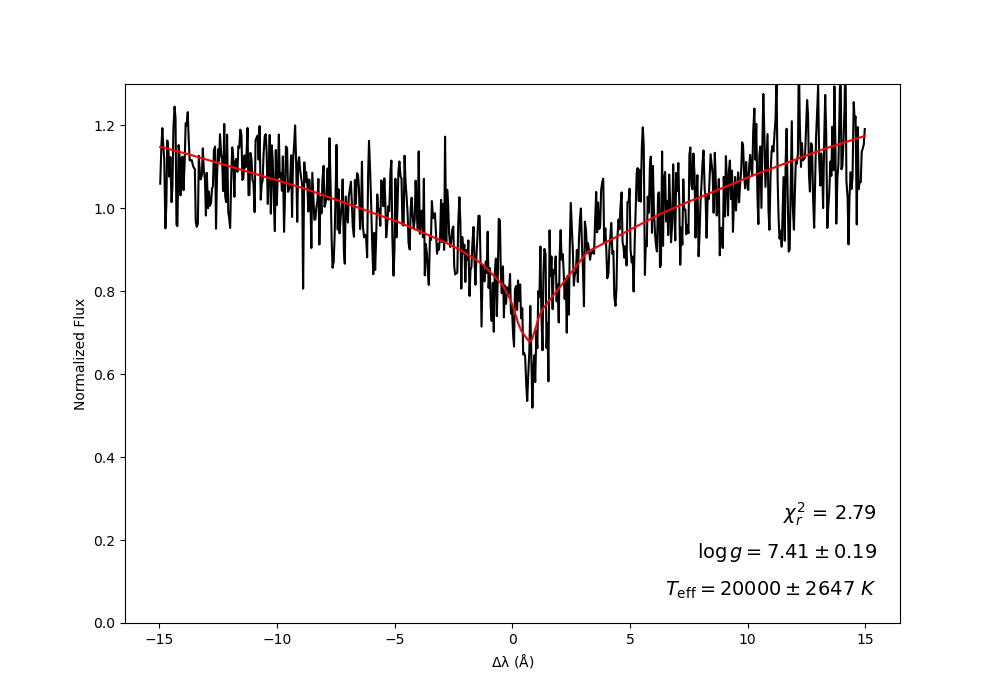 1.2
1.0
0.8
0.6
0.4
0.2
0.0
Normalized Flux
χ²ᵣ = 2.79
log g = 7.41 ± 0.19
T_eff = 20000 ± 2647 K
−15 −10 −5 0 5 10 15
Δλ (Å)